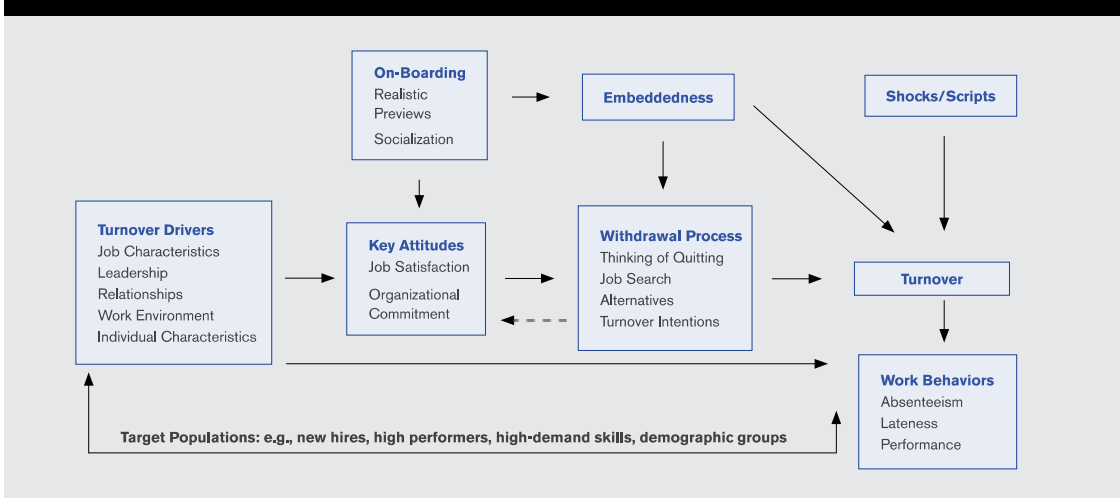 On-Boarding
Realistic
Previews
Socialization
Embeddedness
Shocks/Scripts
Turnover Drivers
Job Characteristics
Leadership
Relationships
Work Environment
Individual Characteristics
Key Attitudes
Job Satisfaction
Organizational
Commitment
Withdrawal Process
Thinking of Quitting
Job Search
Alternatives
Turnover Intentions
Turnover
Work Behaviors
Absenteeism
Lateness
Performance
Target Populations: e.g., new hires, high performers, high-demand skills, demographic groups